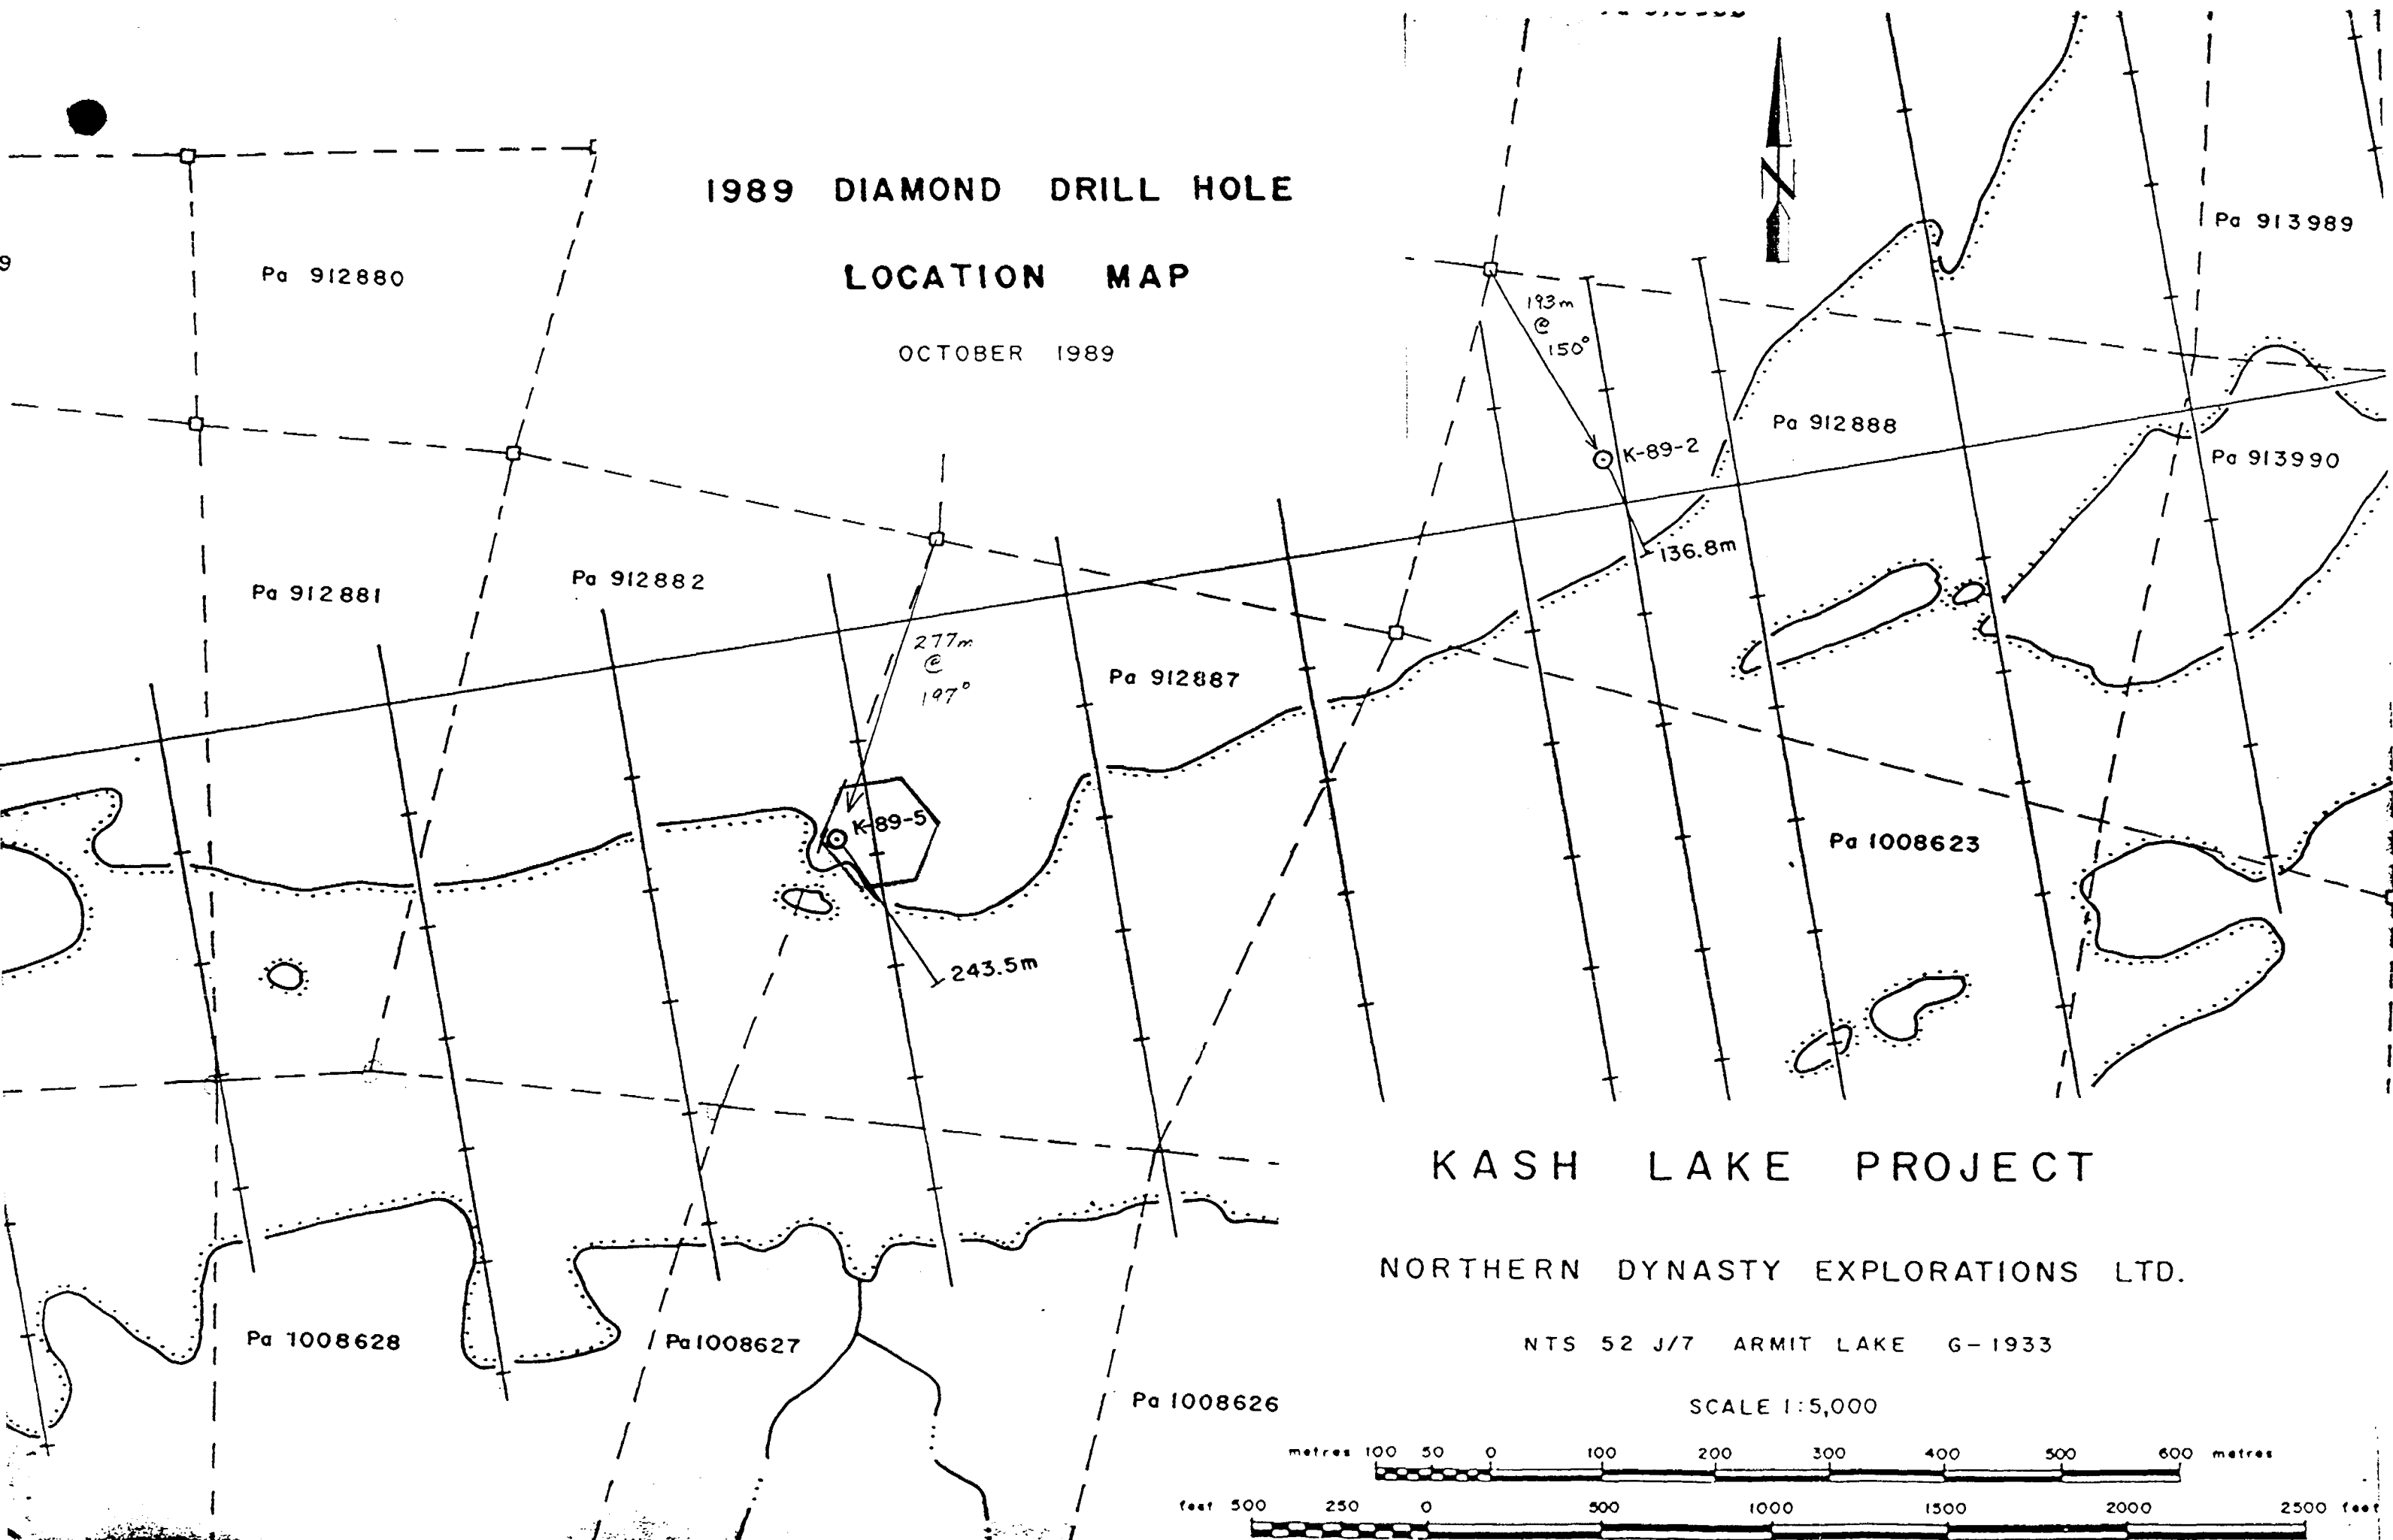 1989 DIAMOND DRILL HOLE
LOCATION MAP
OCTOBER 1989
N
9
Pa 912880
Pa 913989
193m
@
150°
K-89-2
Pa 912888
Pa 913990
136.8m
Pa 912881
Pa 912882
277m
@
197°
Pa 912887
K-89-5
243.5m
Pa 1008623
KASH LAKE PROJECT
NORTHERN DYNASTY EXPLORATIONS LTD.
NTS 52 J/7 ARMIT LAKE G-1933
SCALE 1:5,000
Pa 1008628
Pa 1008627
Pa 1008626
metres 100 50 0 100 200 300 400 500 600 metres
feet 500 250 0 500 1000 1500 2000 2500 feet